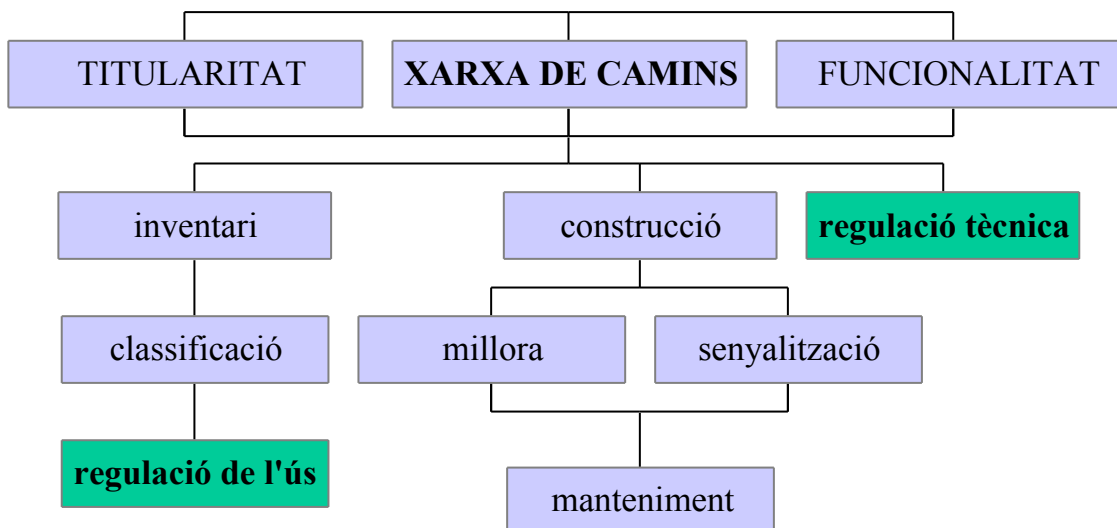 TITULARITAT
XARXA DE CAMINS
FUNCIONALITAT
inventari
construcció
regulació tècnica
classificació
millora
senyalització
regulació de l'ús
manteniment